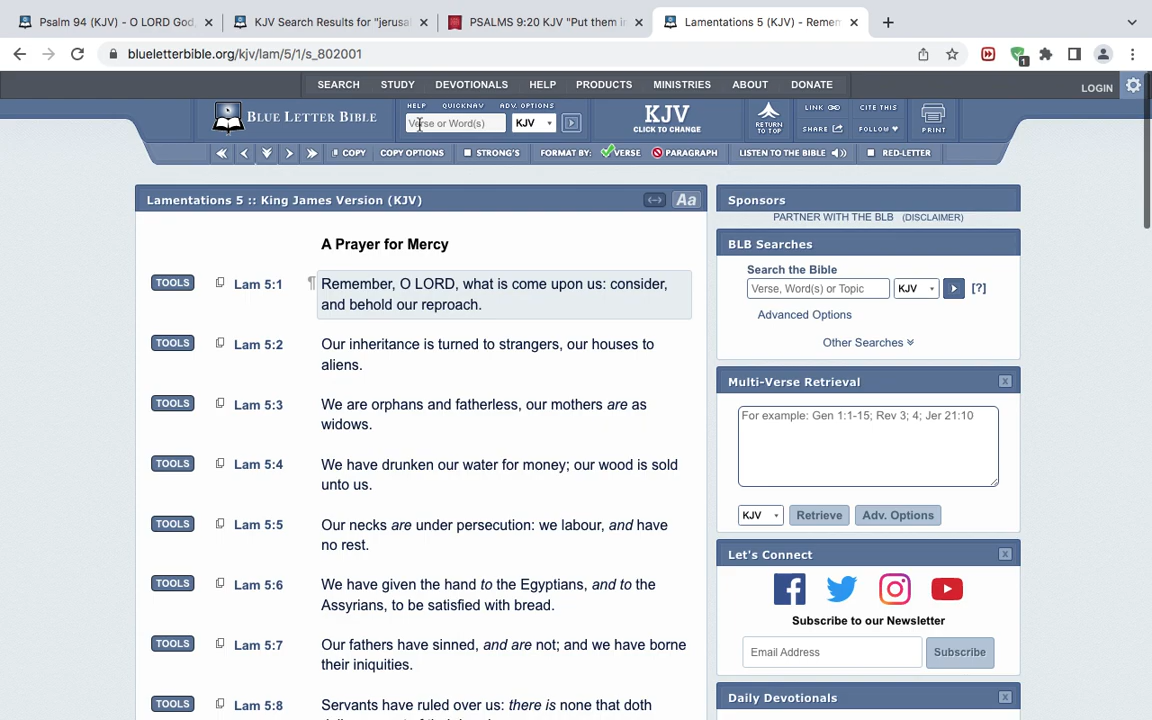 Psalm 94 (KJV) - O LORD God,
KJV Search Results for "jerusa
PSALMS 9:20 KJV "Put them in
Lamentations 5 (KJV) - Remem
blueletterbible.org/kjv/lam/5/1/s_802001
1
SEARCH STUDY DEVOTIONALS HELP PRODUCTS MINISTRIES ABOUT DONATE
LOGIN
BLUE LETTER BIBLE
HELP QUICKNAV ADV. OPTIONS
Verse or Word(s) KJV
KJV
CLICK TO CHANGE
RETURN
TO TOP
LINK CITE THIS
SHARE FOLLOW
PRINT
COPY COPY OPTIONS STRONG'S FORMAT BY: VERSE PARAGRAPH LISTEN TO THE BIBLE RED-LETTER
Lamentations 5 :: King James Version (KJV)
Aa
A Prayer for Mercy
TOOLS Lam 5:1 ¶ Remember, O LORD, what is come upon us: consider,
and behold our reproach.
TOOLS Lam 5:2 Our inheritance is turned to strangers, our houses to
aliens.
TOOLS Lam 5:3 We are orphans and fatherless, our mothers are as
widows.
TOOLS Lam 5:4 We have drunken our water for money; our wood is sold
unto us.
TOOLS Lam 5:5 Our necks are under persecution: we labour, and have
no rest.
TOOLS Lam 5:6 We have given the hand to the Egyptians, and to the
Assyrians, to be satisfied with bread.
TOOLS Lam 5:7 Our fathers have sinned, and are not; and we have borne
their iniquities.
TOOLS Lam 5:8 Servants have ruled over us: there is none that doth
Sponsors
PARTNER WITH THE BLB (DISCLAIMER)
BLB Searches
Search the Bible
Verse, Word(s) or Topic KJV [?]
Advanced Options
Other Searches
Multi-Verse Retrieval
For example: Gen 1:1-15; Rev 3; 4; Jer 21:10
KJV Retrieve Adv. Options
Let's Connect
Subscribe to our Newsletter
Email Address Subscribe
Daily Devotionals